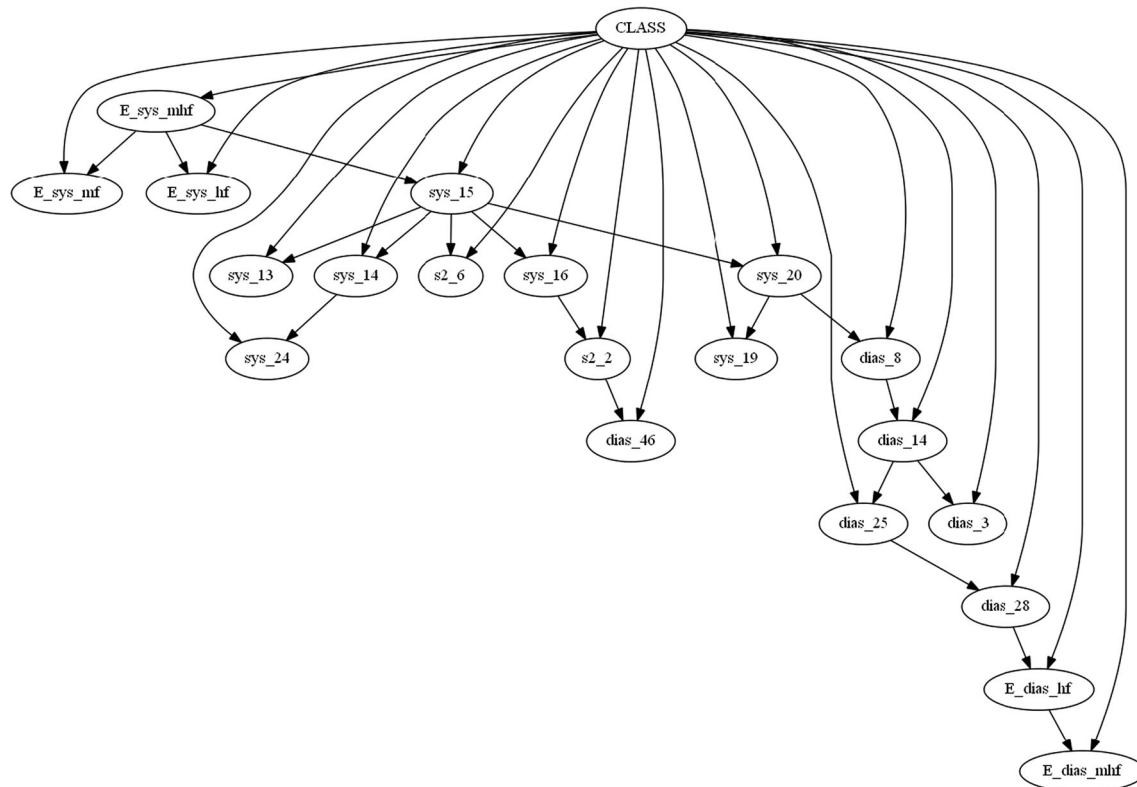 CLASS
E_sys_mhf
E_sys_mf
E_sys_hf
sys_15
sys_13
sys_14
s2_6
sys_16
sys_20
sys_24
s2_2
sys_19
dias_8
dias_46
dias_14
dias_25
dias_3
dias_28
E_dias_hf
E_dias_mhf